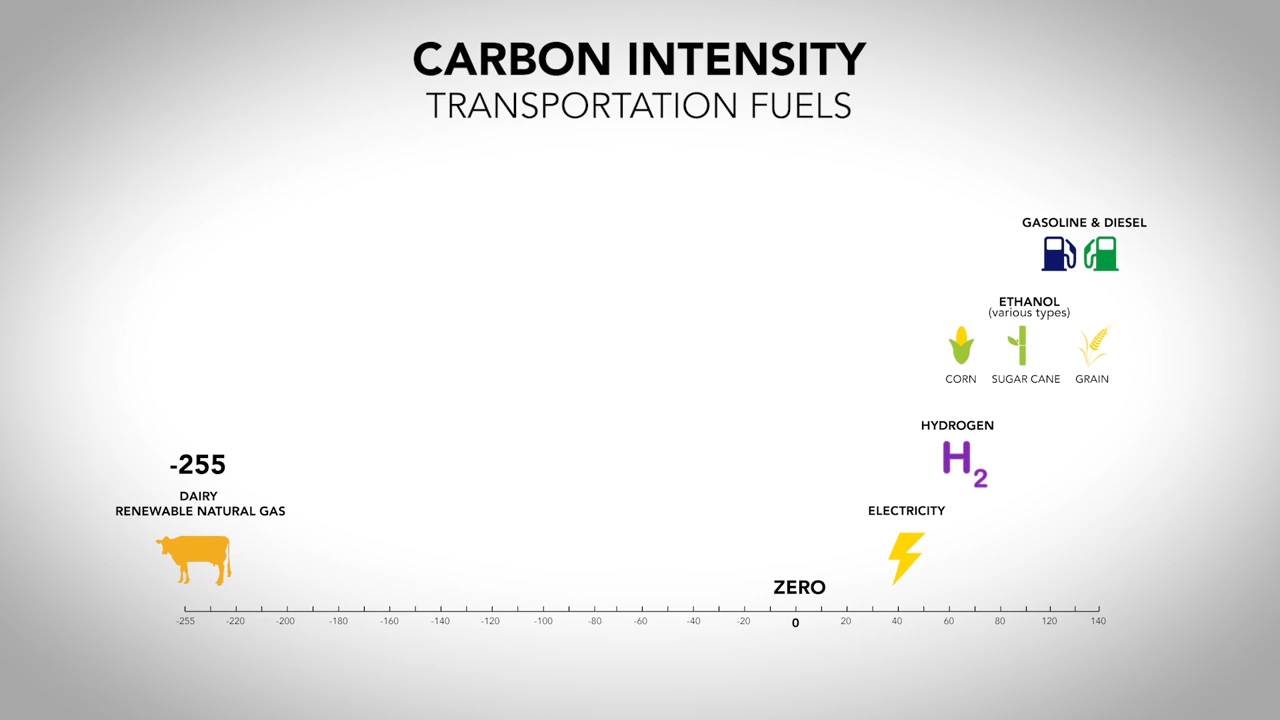 CARBON INTENSITY
TRANSPORTATION FUELS
GASOLINE & DIESEL
ETHANOL
(various types)
CORN SUGAR CANE GRAIN
HYDROGEN
H2
-255
DAIRY
RENEWABLE NATURAL GAS
ELECTRICITY
ZERO
-255 -220 -200 -180 -160 -140 -120 -100 -80 -60 -40 -20 0 20 40 60 80 120 140